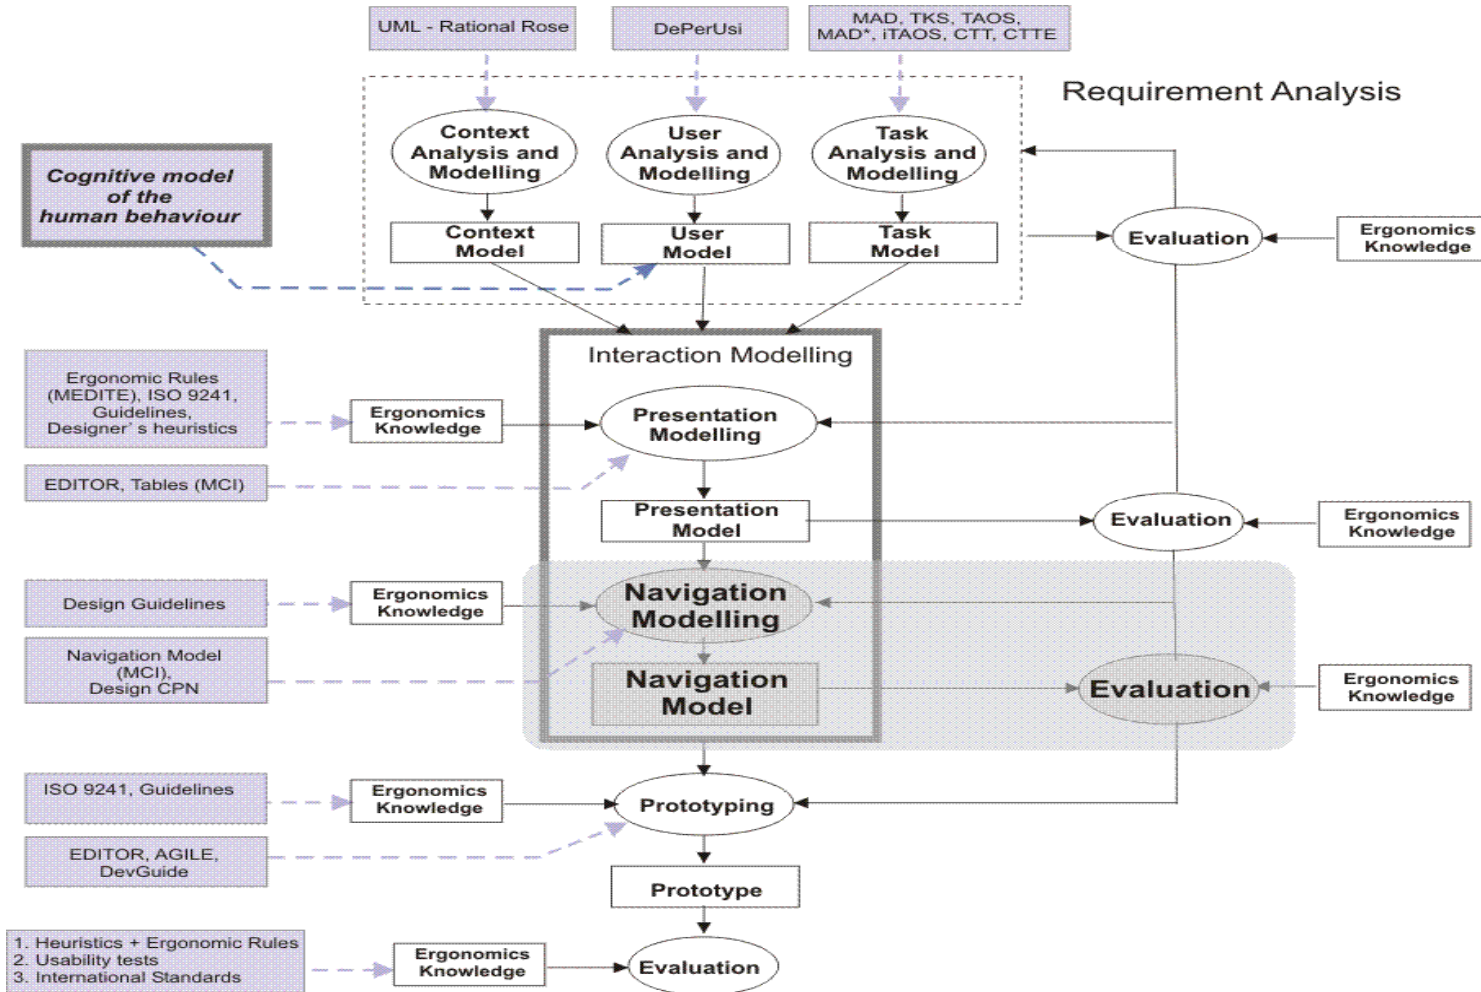 UML - Rational Rose
DePerUsi
MAD, TKS, TAOS,
MAD*, iTAOS, CTT, CTTE
Requirement Analysis
Context
Analysis and
Modelling
User
Analysis and
Modelling
Task
Analysis and
Modelling
Cognitive model
of the
human behaviour
Context
Model
User
Model
Task
Model
Evaluation
Ergonomics
Knowledge
Interaction Modelling
Ergonomic Rules
(MEDITE), ISO 9241,
Guidelines,
Designer's heuristics
Ergonomics
Knowledge
Presentation
Modelling
EDITOR, Tables (MCI)
Presentation
Model
Evaluation
Ergonomics
Knowledge
Design Guidelines
Ergonomics
Knowledge
Navigation
Modelling
Navigation Model
(MCI),
Design CPN
Navigation
Model
Evaluation
Ergonomics
Knowledge
ISO 9241, Guidelines
Ergonomics
Knowledge
Prototyping
EDITOR, AGILE,
DevGuide
Prototype
1. Heuristics + Ergonomic Rules
2. Usability tests
3. International Standards
Ergonomics
Knowledge
Evaluation